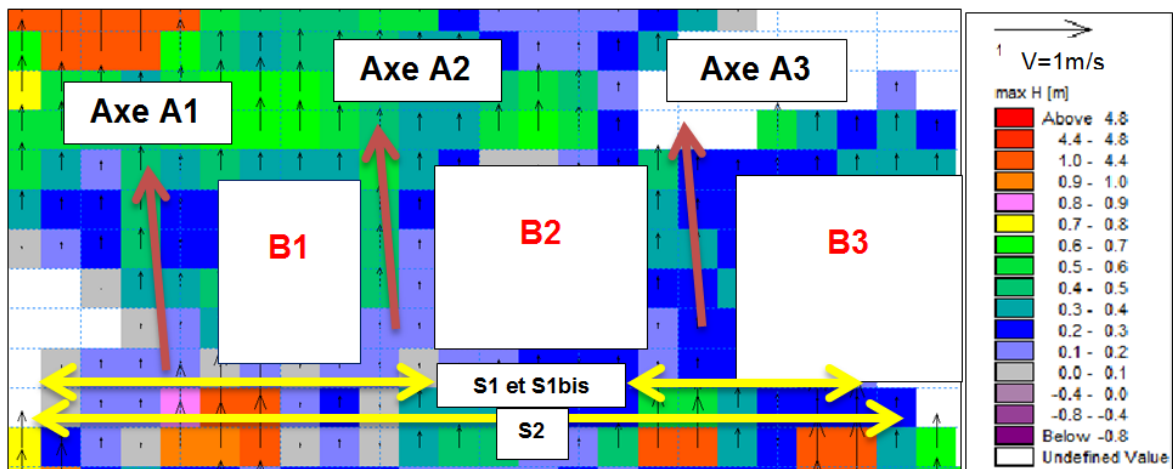 Axe A1
Axe A2
Axe A3
B1
B2
B3
S1 et S1bis
S2
1
V=1m/s
max H [m]
Above 4.8
4.4 - 4.8
1.0 - 4.4
0.9 - 1.0
0.8 - 0.9
0.7 - 0.8
0.6 - 0.7
0.5 - 0.6
0.4 - 0.5
0.3 - 0.4
0.2 - 0.3
0.1 - 0.2
0.0 - 0.1
-0.4 - 0.0
-0.8 - -0.4
Below -0.8
Undefined Value